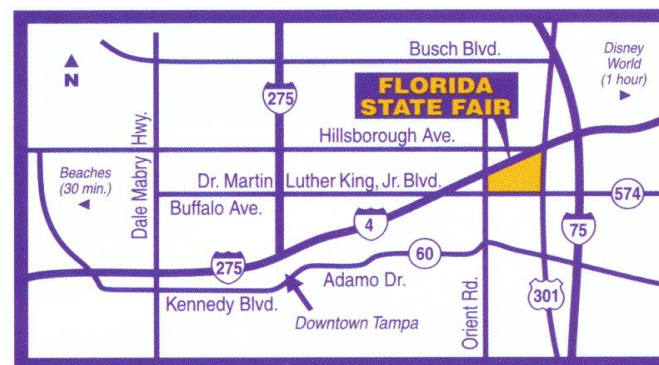 Busch Blvd.
Disney
World
(1 hour)
N
275
FLORIDA
STATE FAIR
Hillsborough Ave.
Dale Mabry Hwy.
Beaches
(30 min.)
Dr. Martin Luther King, Jr. Blvd.
574
Buffalo Ave.
4
75
60
275
Adamo Dr.
301
Kennedy Blvd.
Orient Rd.
Downtown Tampa